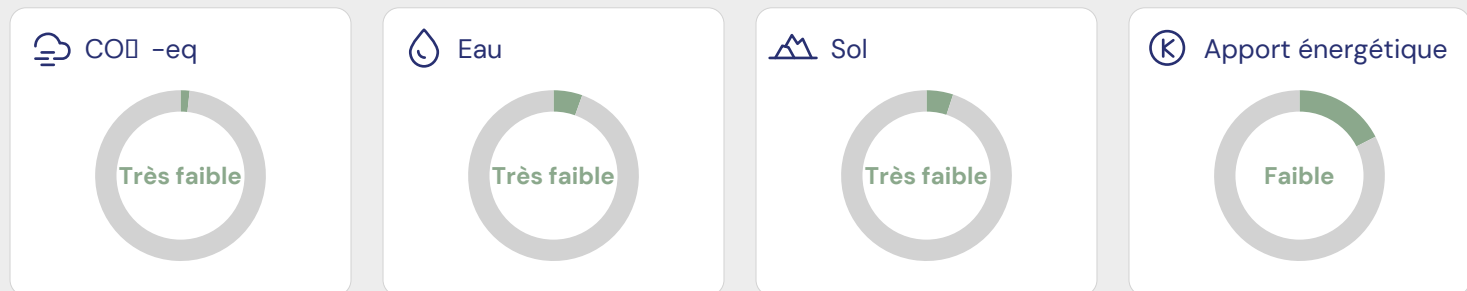 CO▯ -eq
Très faible
Eau
Très faible
Sol
Très faible
Apport énergétique
Faible